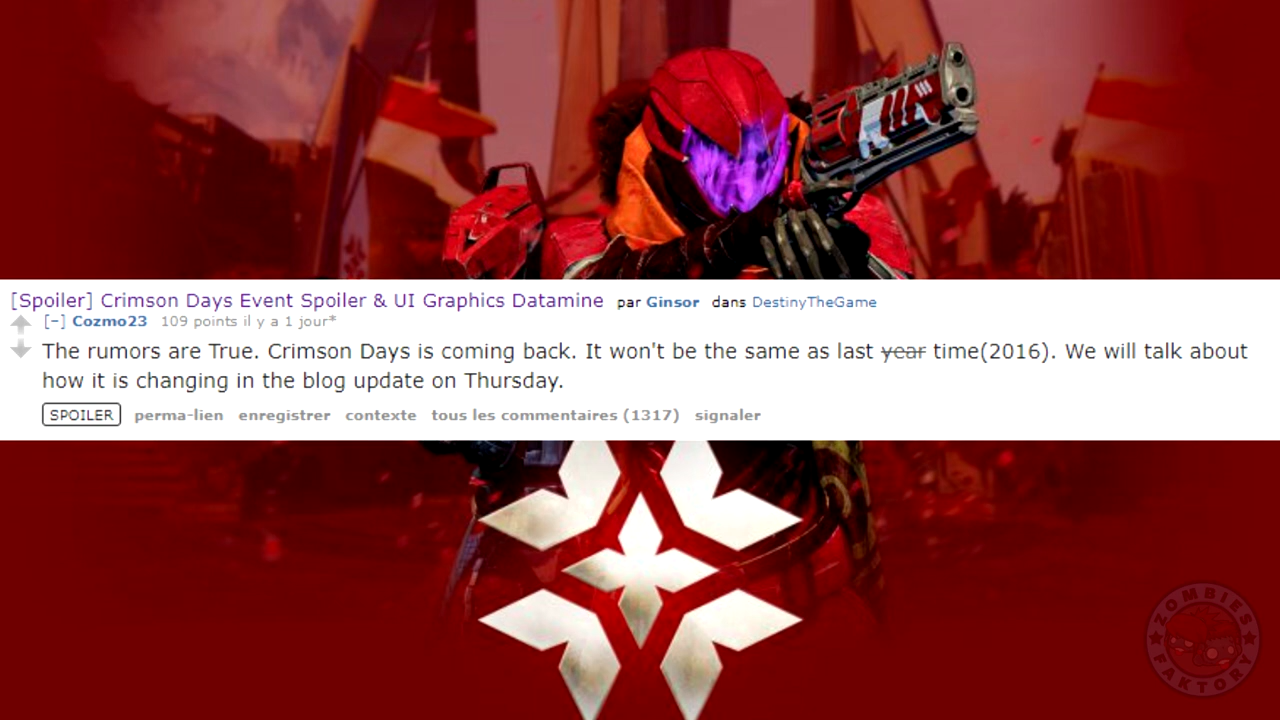 [Spoiler] Crimson Days Event Spoiler & UI Graphics Datamine par Ginsor dans DestinyTheGame
[–] Cozmo23 109 points il y a 1 jour*
The rumors are True. Crimson Days is coming back. It won't be the same as last year time(2016). We will talk about
how it is changing in the blog update on Thursday.
SPOILER perma-lien enregistrer contexte tous les commentaires (1317) signaler
ZOMBIES
FAKTORY